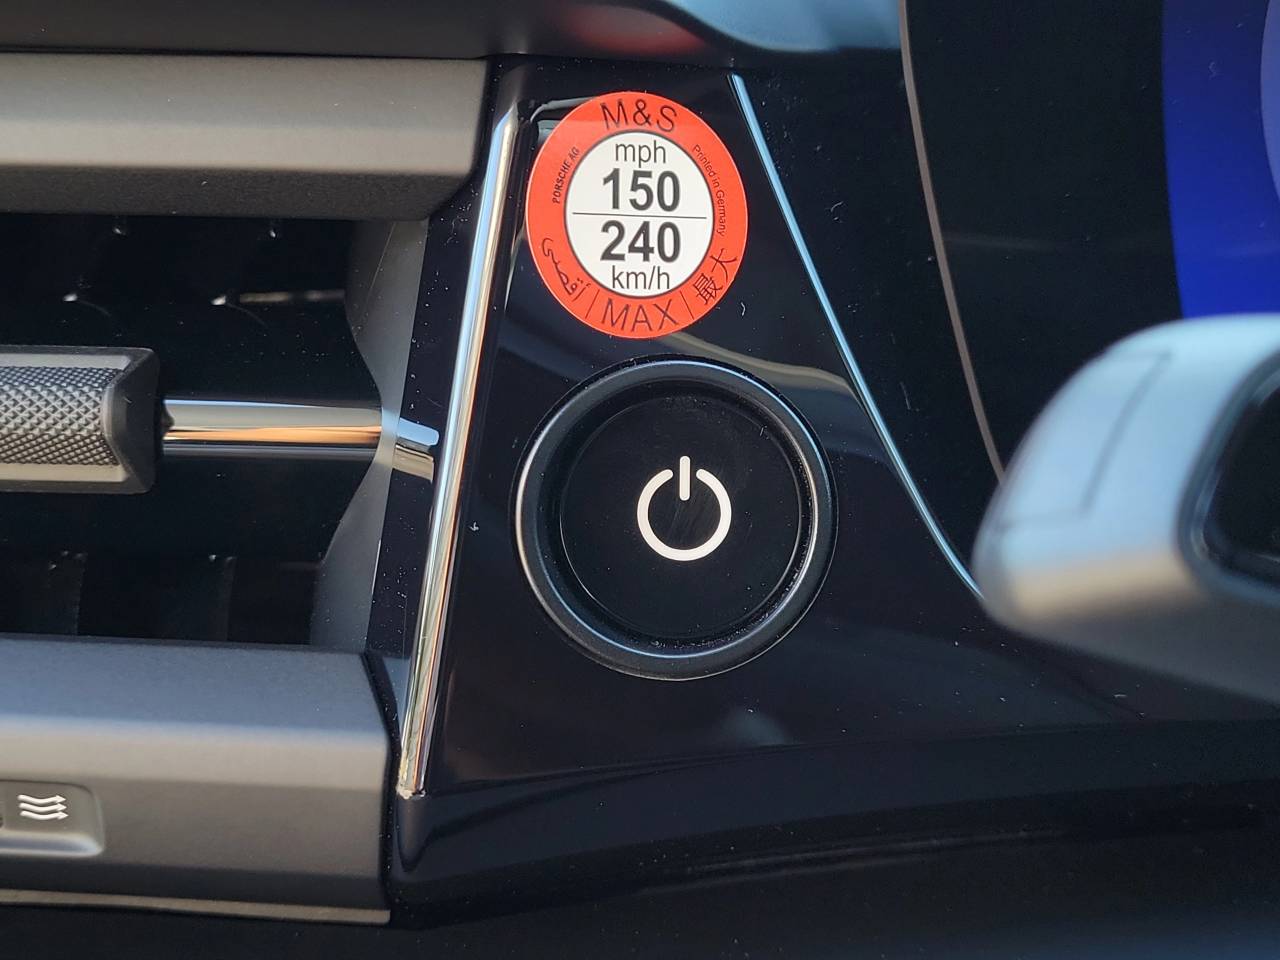 M&S
PORSCHE AG
Printed in Germany
mph
150
240
km/h
أقصى | MAX | 最大